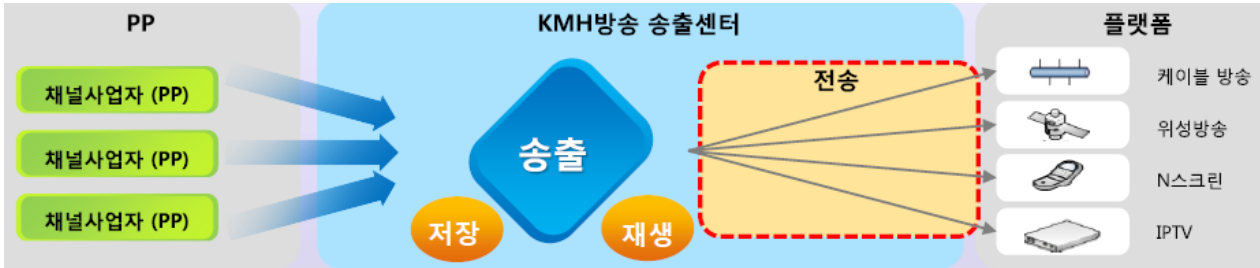 PP
채널사업자 (PP)
채널사업자 (PP)
채널사업자 (PP)
KMH방송 송출센터
송출
저장
재생
전송
플랫폼
케이블 방송
위성방송
N스크린
IPTV